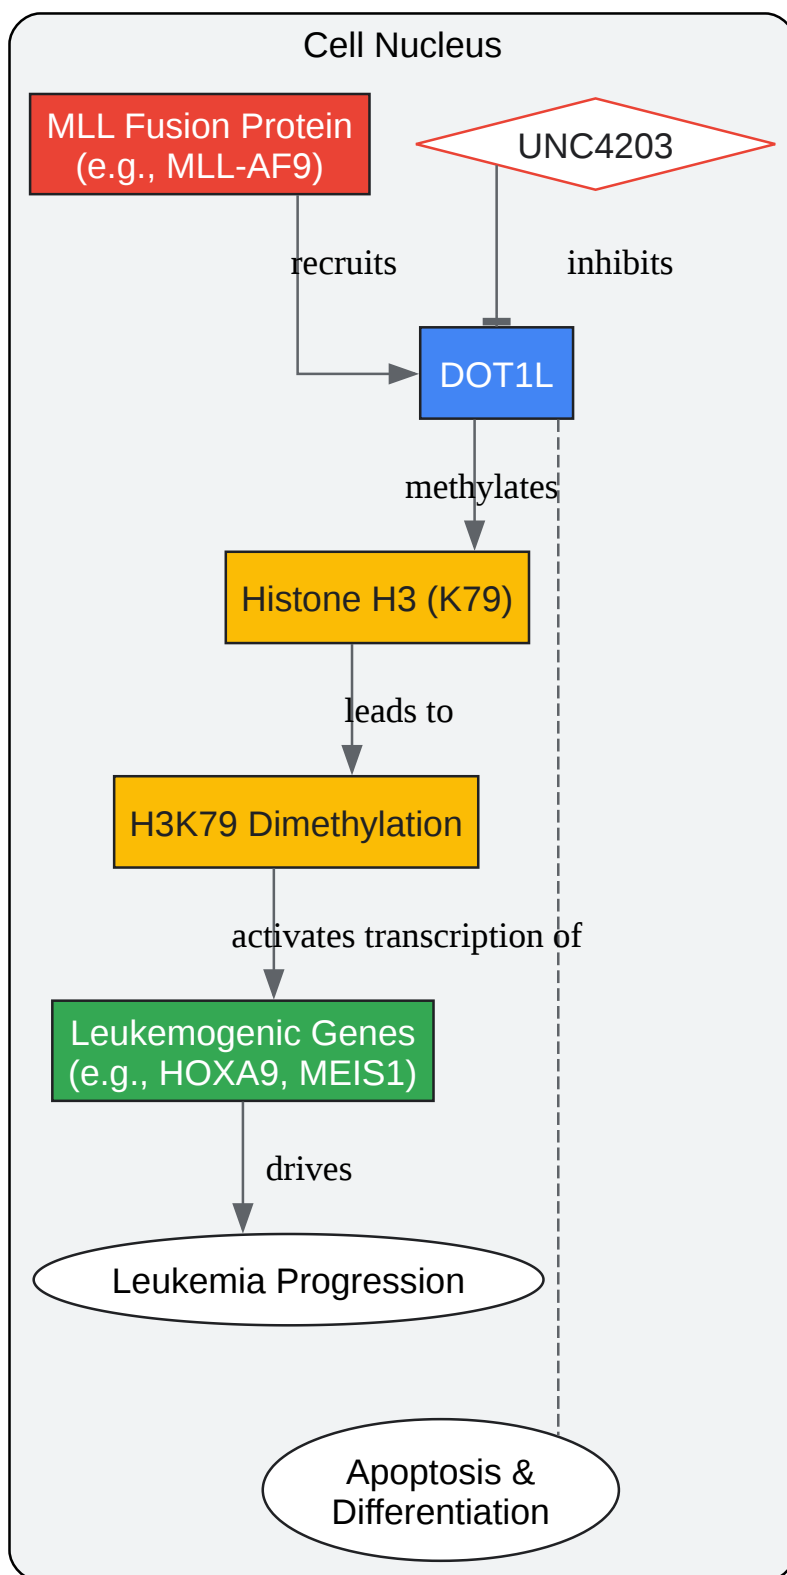 Cell Nucleus
MLL Fusion Protein
(e.g., MLL-AF9)
UNC4203
recruits
inhibits
DOT1L
methylates
Histone H3 (K79)
leads to
H3K79 Dimethylation
activates transcription of
Leukemogenic Genes
(e.g., HOXA9, MEIS1)
drives
Leukemia Progression
Apoptosis &
Differentiation